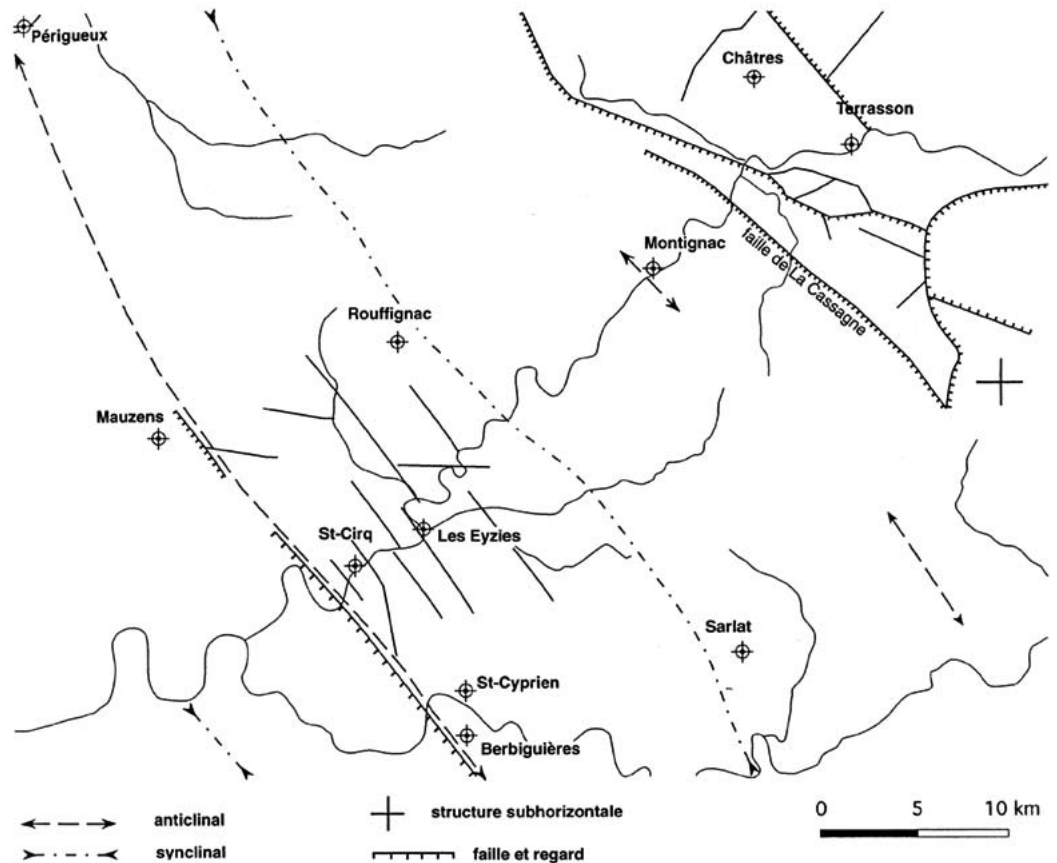 Périgueux
Châtres
Terrasson
Montignac
faille de La Cassagne
Rouffignac
Mauzens
St-Cirq
Les Eyzies
Sarlat
St-Cyprien
Berbiguières
anticlinal
structure subhorizontale
0 5 10 km
synclinal
faille et regard